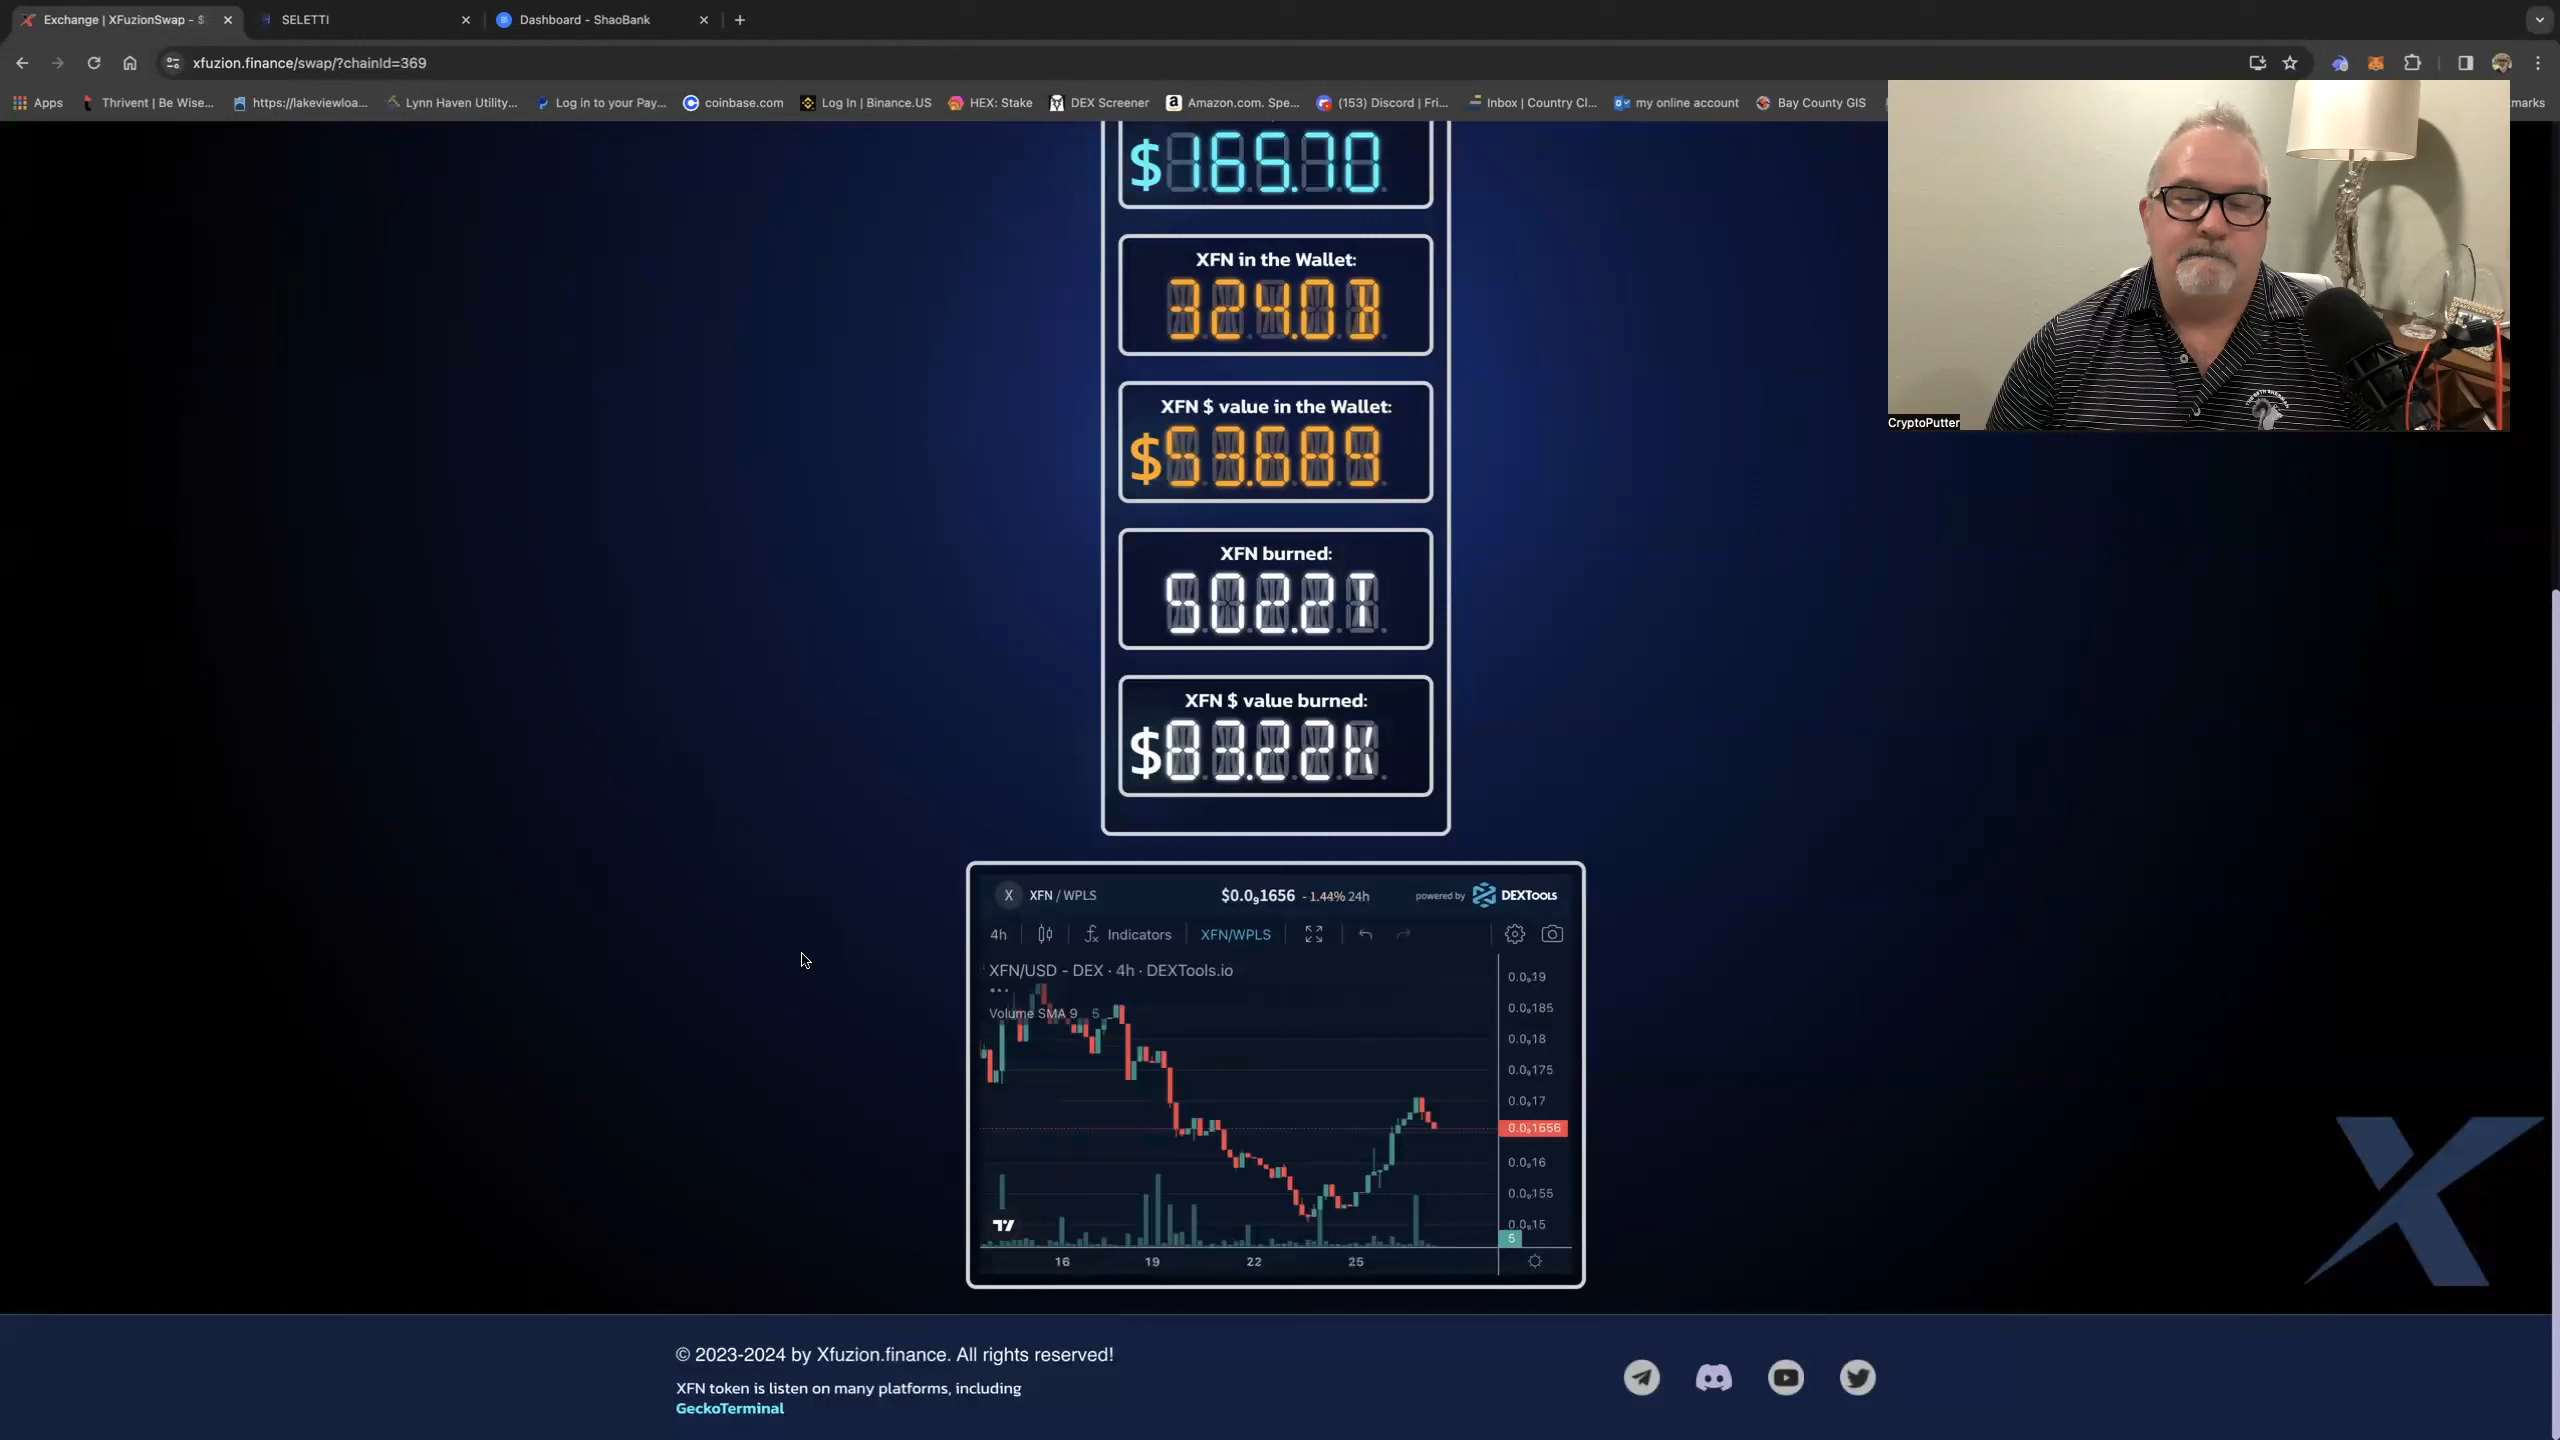 Exchange | XFuzionSwap - $
SELETTI
Dashboard - ShaoBank
xfuzion.finance/swap/?chainId=369
Apps
Thrivent | Be Wise...
https://lakeviewloa...
Lynn Haven Utility...
Log in to your Pay...
coinbase.com
Log In | Binance.US
HEX: Stake
DEX Screener
Amazon.com. Spe...
(153) Discord | Fri...
Inbox | Country Cl...
my online account
Bay County GIS
marks
$165.70
XFN in the Wallet:
324.0B
XFN $ value in the Wallet:
$53.689
XFN burned:
502.2T
XFN $ value burned:
$83.22K
CryptoPutter
X XFN / WPLS $0.0₉1656 - 1.44% 24h powered by DEXTools
4h Indicators XFN/WPLS
XFN/USD - DEX · 4h · DEXTools.io
Volume SMA 9 5
0.0₉19
0.0₉185
0.0₉18
0.0₉175
0.0₉17
0.0₉1656
0.0₉16
0.0₉155
0.0₉15
5
16 19 22 25
© 2023-2024 by Xfuzion.finance. All rights reserved!
XFN token is listen on many platforms, including
GeckoTerminal